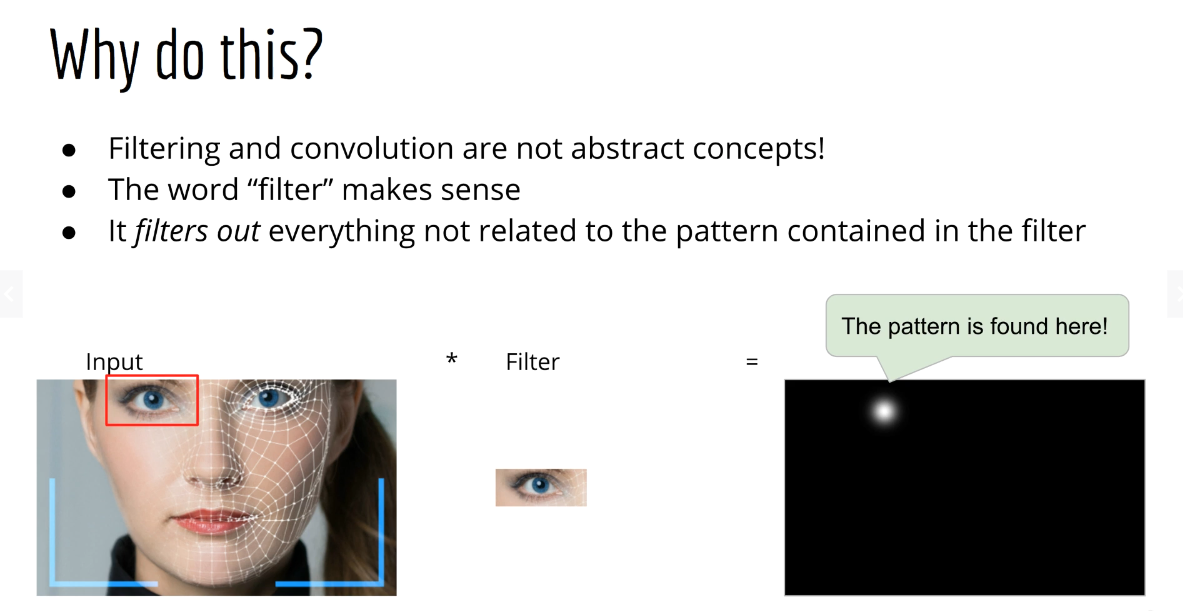 Why do this?
● Filtering and convolution are not abstract concepts!
● The word “filter” makes sense
● It filters out everything not related to the pattern contained in the filter
The pattern is found here!
Input * Filter =